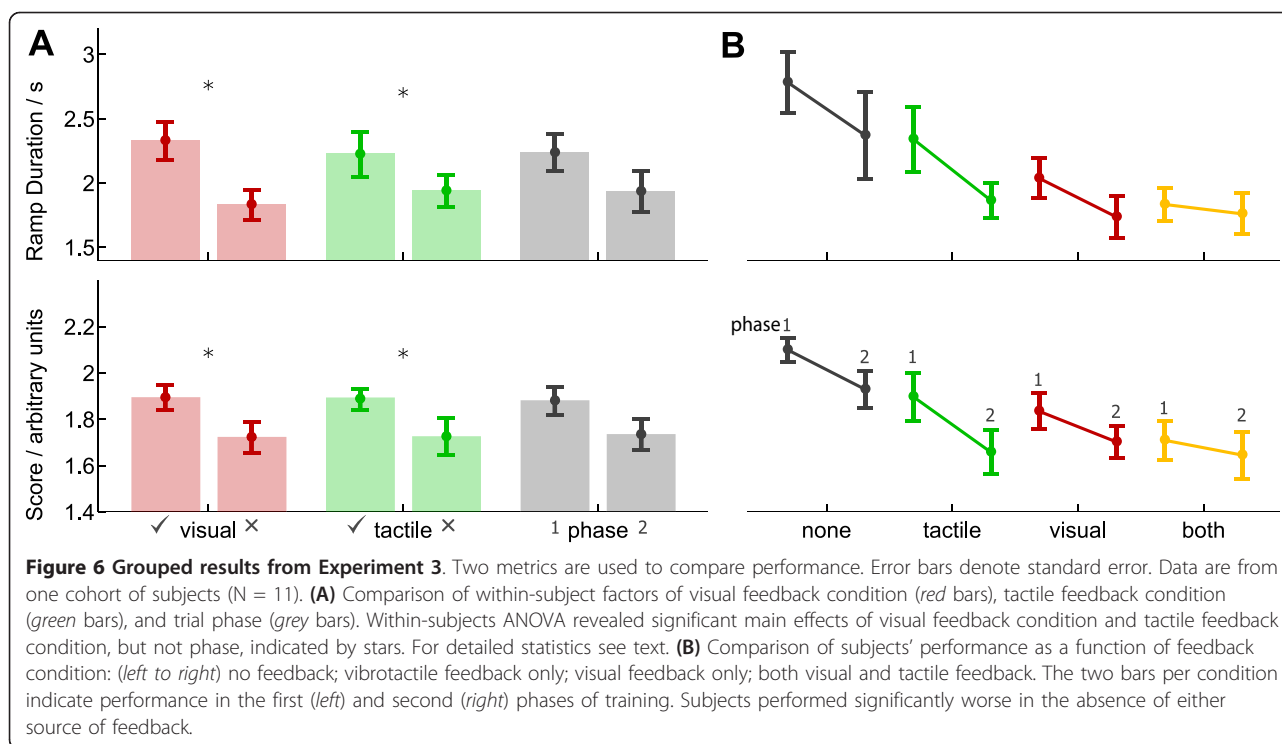 A
B
Ramp Duration / s
3
2.5
2
1.5
*
*
Score / arbitrary units
2.2
2
1.8
1.6
1.4
*
*
✓ visual ×
✓ tactile ×
1 phase 2
phase1
2
1
2
1
2
1
2
none
tactile
visual
both
Figure 6 Grouped results from Experiment 3. Two metrics are used to compare performance. Error bars denote standard error. Data are from
one cohort of subjects (N = 11). (A) Comparison of within-subject factors of visual feedback condition (red bars), tactile feedback condition
(green bars), and trial phase (grey bars). Within-subjects ANOVA revealed significant main effects of visual feedback condition and tactile feedback
condition, but not phase, indicated by stars. For detailed statistics see text. (B) Comparison of subjects' performance as a function of feedback
condition: (left to right) no feedback; vibrotactile feedback only; visual feedback only; both visual and tactile feedback. The two bars per condition
indicate performance in the first (left) and second (right) phases of training. Subjects performed significantly worse in the absence of either
source of feedback.